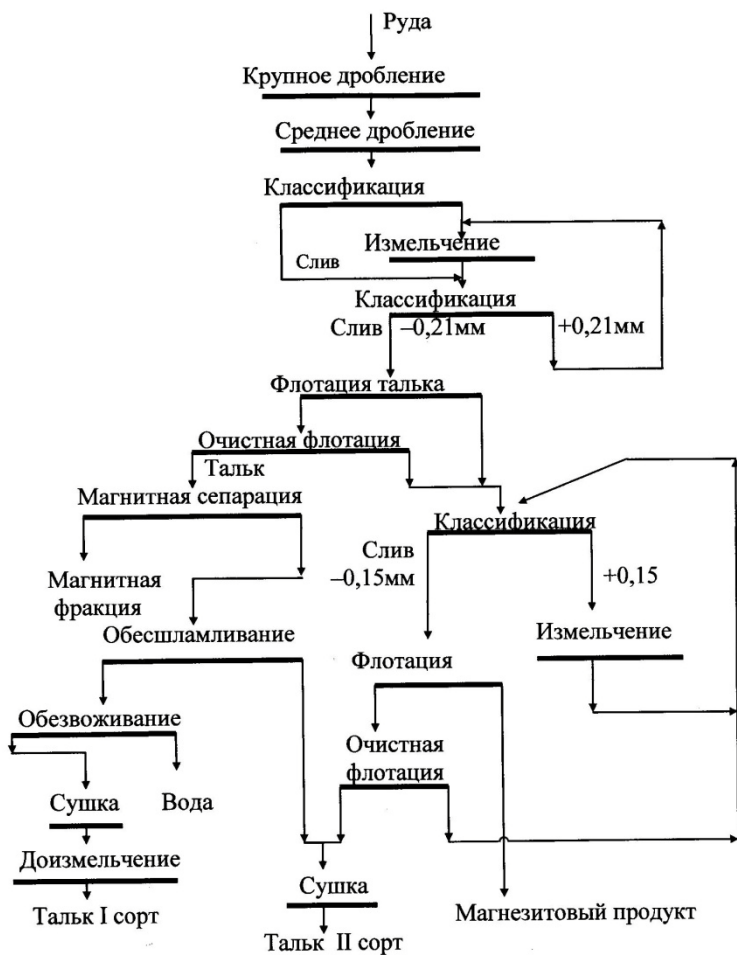 Руда
Крупное дробление
Среднее дробление
Классификация
Измельчение
Слив
Классификация
Слив –0,21мм +0,21мм
Флотация талька
Очистная флотация
Тальк
Магнитная сепарация
Классификация
Слив
–0,15мм
+0,15
Магнитная
фракция
Обесшламливание
Измельчение
Флотация
Обезвоживание
Очистная
флотация
Сушка
Вода
Доизмельчение
Сушка
Тальк I сорт
Магнезитовый продукт
Тальк II сорт